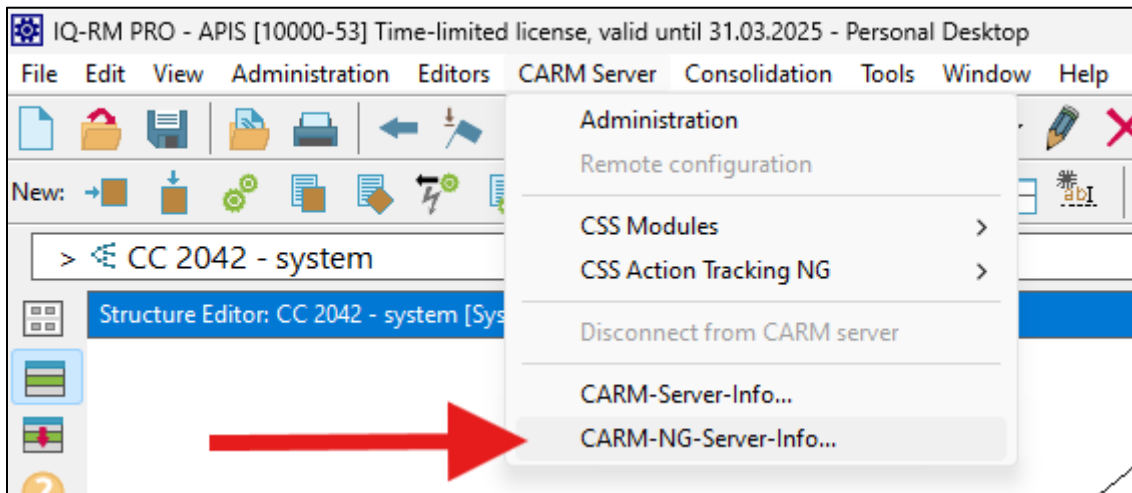 IQ-RM PRO - APIS [10000-53] Time-limited license, valid until 31.03.2025 - Personal Desktop
File Edit View Administration Editors CARM Server Consolidation Tools Window Help
Administration
Remote configuration
New:
abI
CSS Modules
CC 2042 - system
CSS Action Tracking NG
Structure Editor: CC 2042 - system [Sys
Disconnect from CARM server
CARM-Server-Info...
CARM-NG-Server-Info...